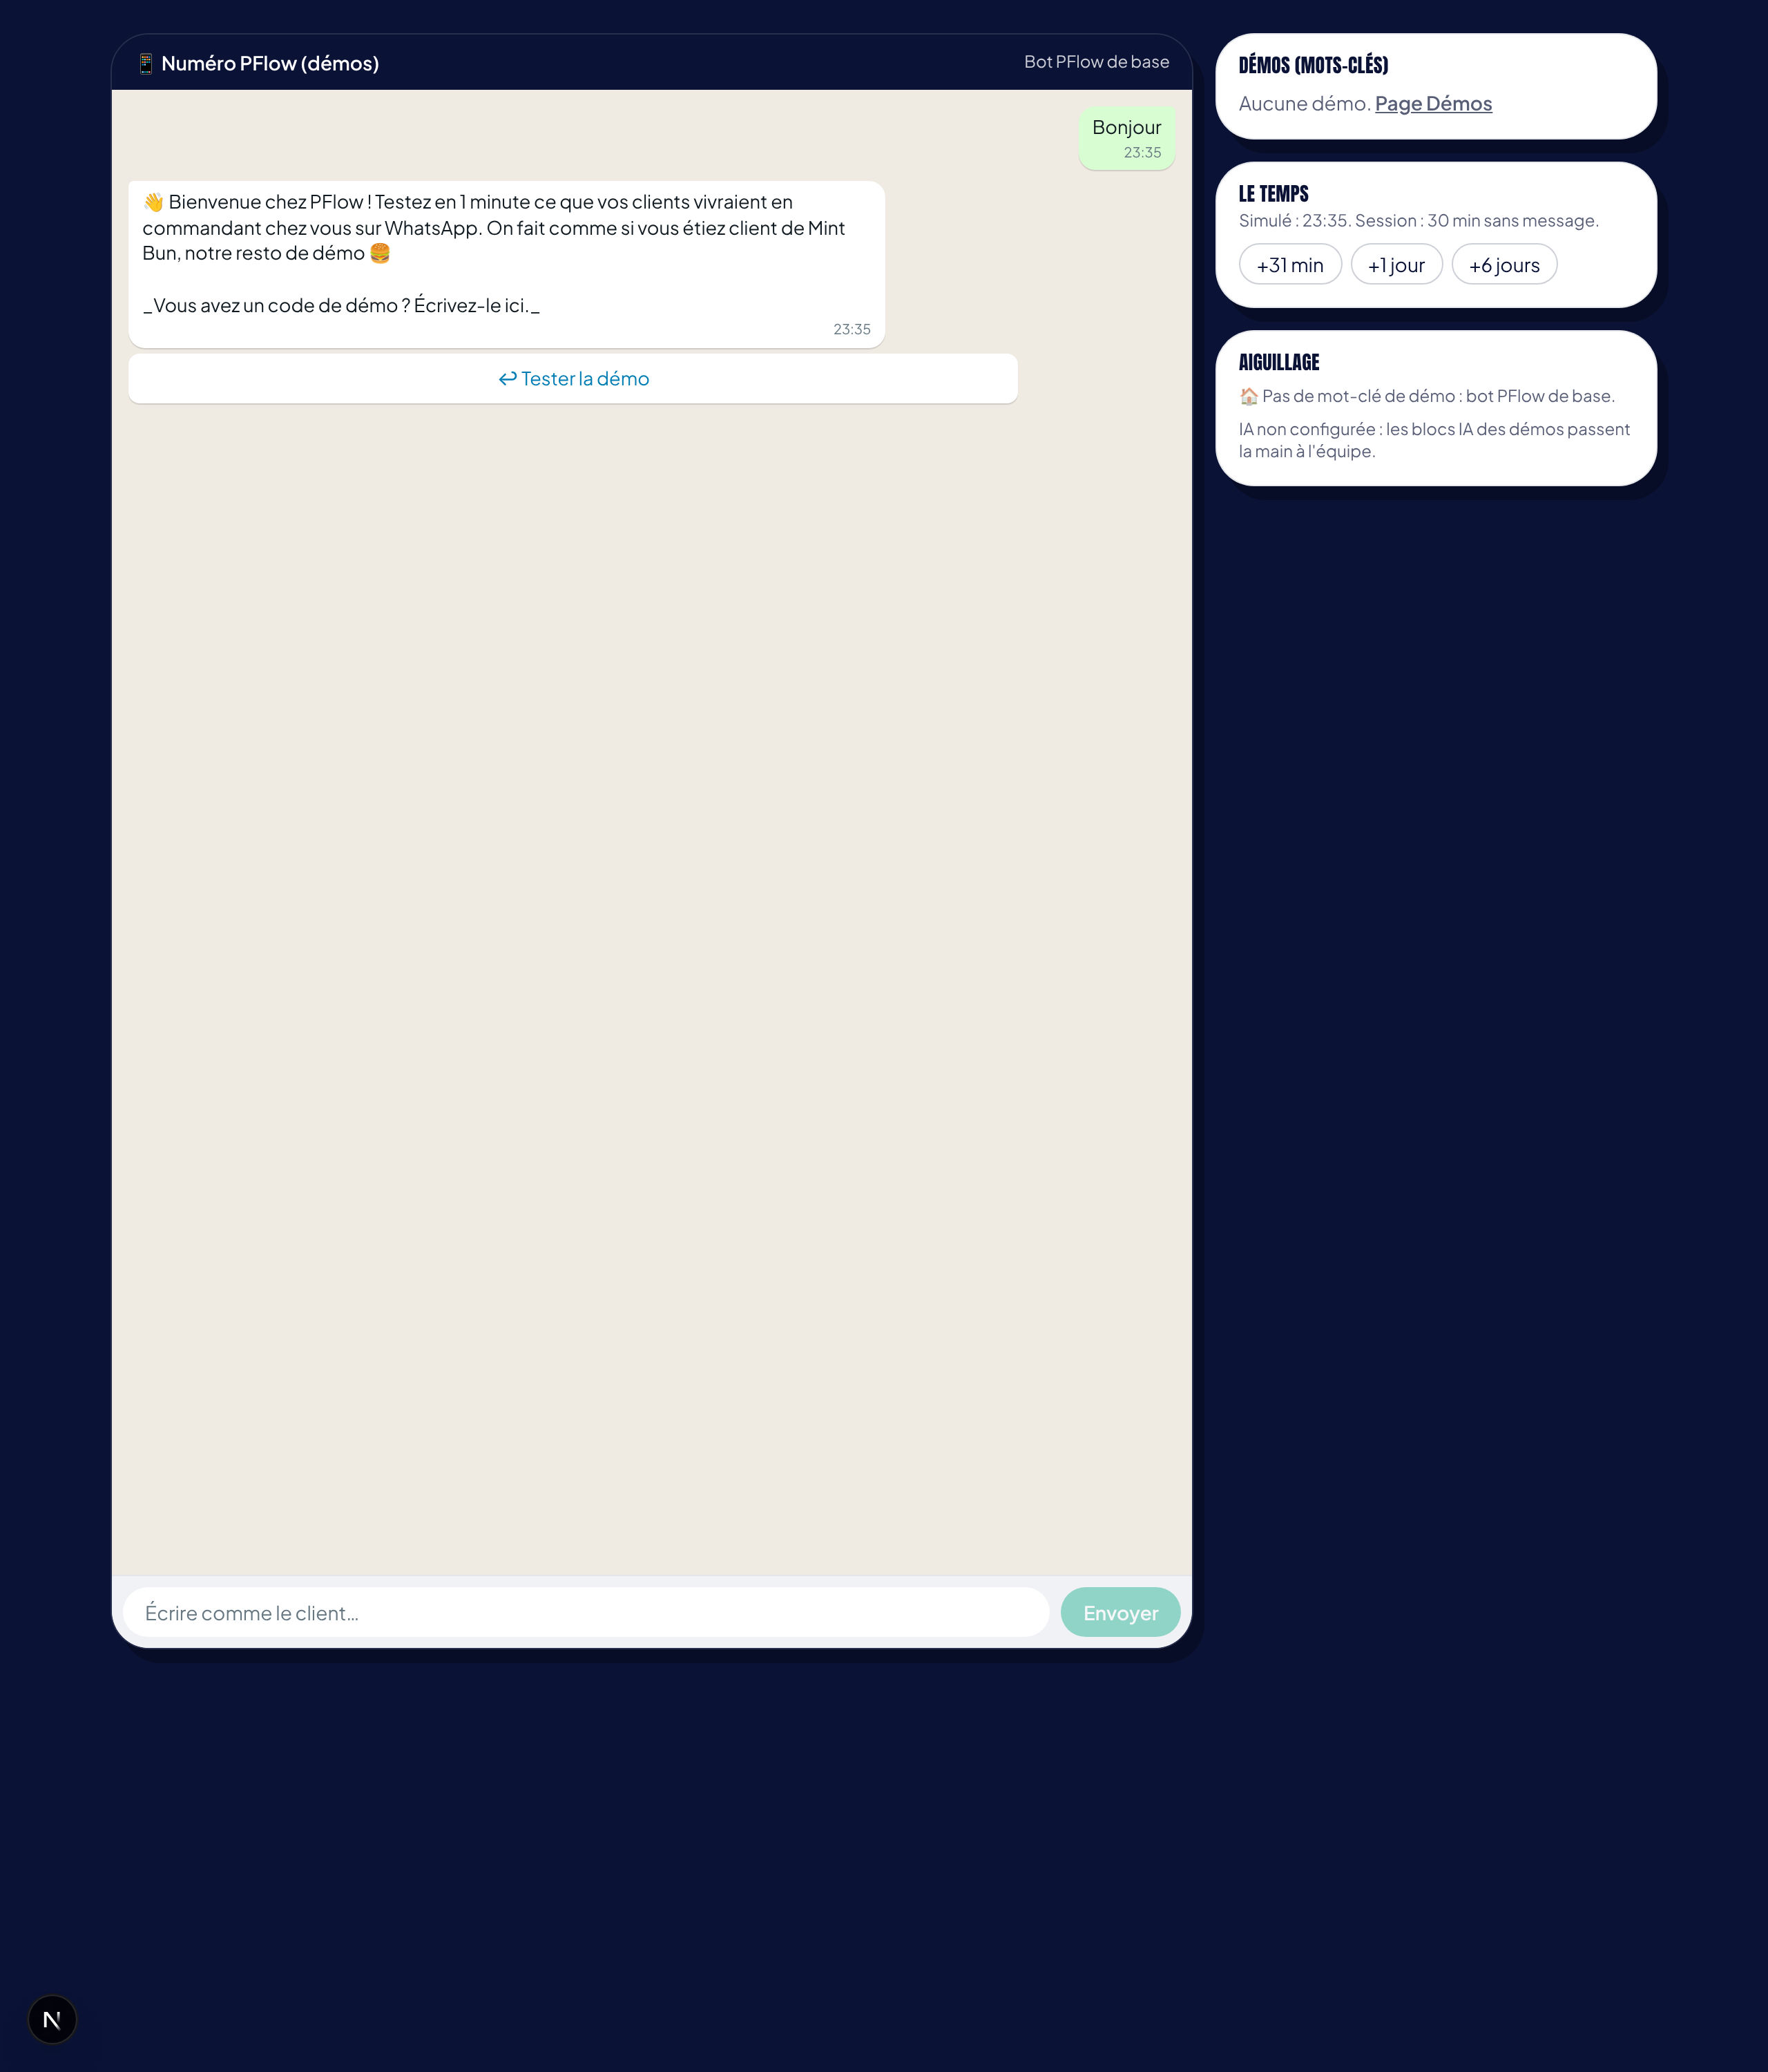 📱 Numéro PFlow (démos)
Bot PFlow de base
Bonjour
23:35
👋 Bienvenue chez PFlow ! Testez en 1 minute ce que vos clients vivraient en
commandant chez vous sur WhatsApp. On fait comme si vous étiez client de Mint
Bun, notre resto de démo 🍔
_Vous avez un code de démo ? Écrivez-le ici._
23:35
↩ Tester la démo
Écrire comme le client…
Envoyer
DÉMOS (MOTS-CLÉS)
Aucune démo. Page Démos
LE TEMPS
Simulé : 23:35. Session : 30 min sans message.
+31 min
+1 jour
+6 jours
AIGUILLAGE
🏠 Pas de mot-clé de démo : bot PFlow de base.
IA non configurée : les blocs IA des démos passent
la main à l'équipe.
N